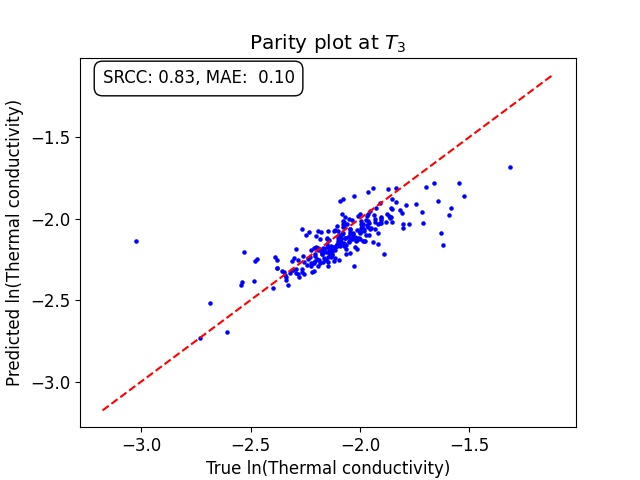 Parity plot at $T_3$
SRCC: 0.83, MAE:  0.10
Predicted ln(Thermal conductivity)
−1.5
−2.0
−2.5
−3.0
−3.0 −2.5 −2.0 −1.5
True ln(Thermal conductivity)